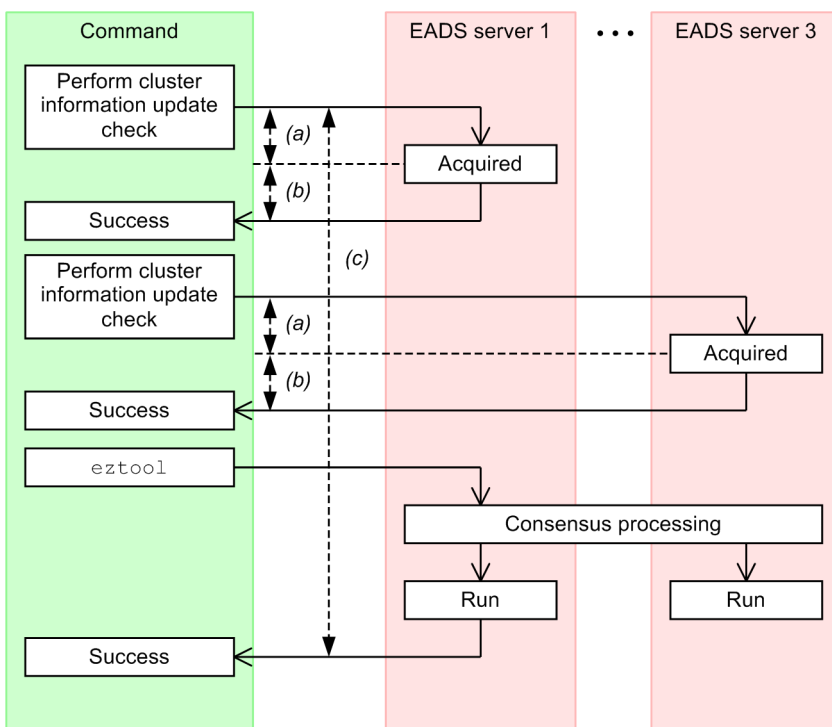 Command
EADS server 1
• • •
EADS server 3
Perform cluster
information update
check
(a)
Acquired
(b)
Success
(c)
Perform cluster
information update
check
(a)
Acquired
(b)
Success
eztool
Consensus processing
Run
Run
Success